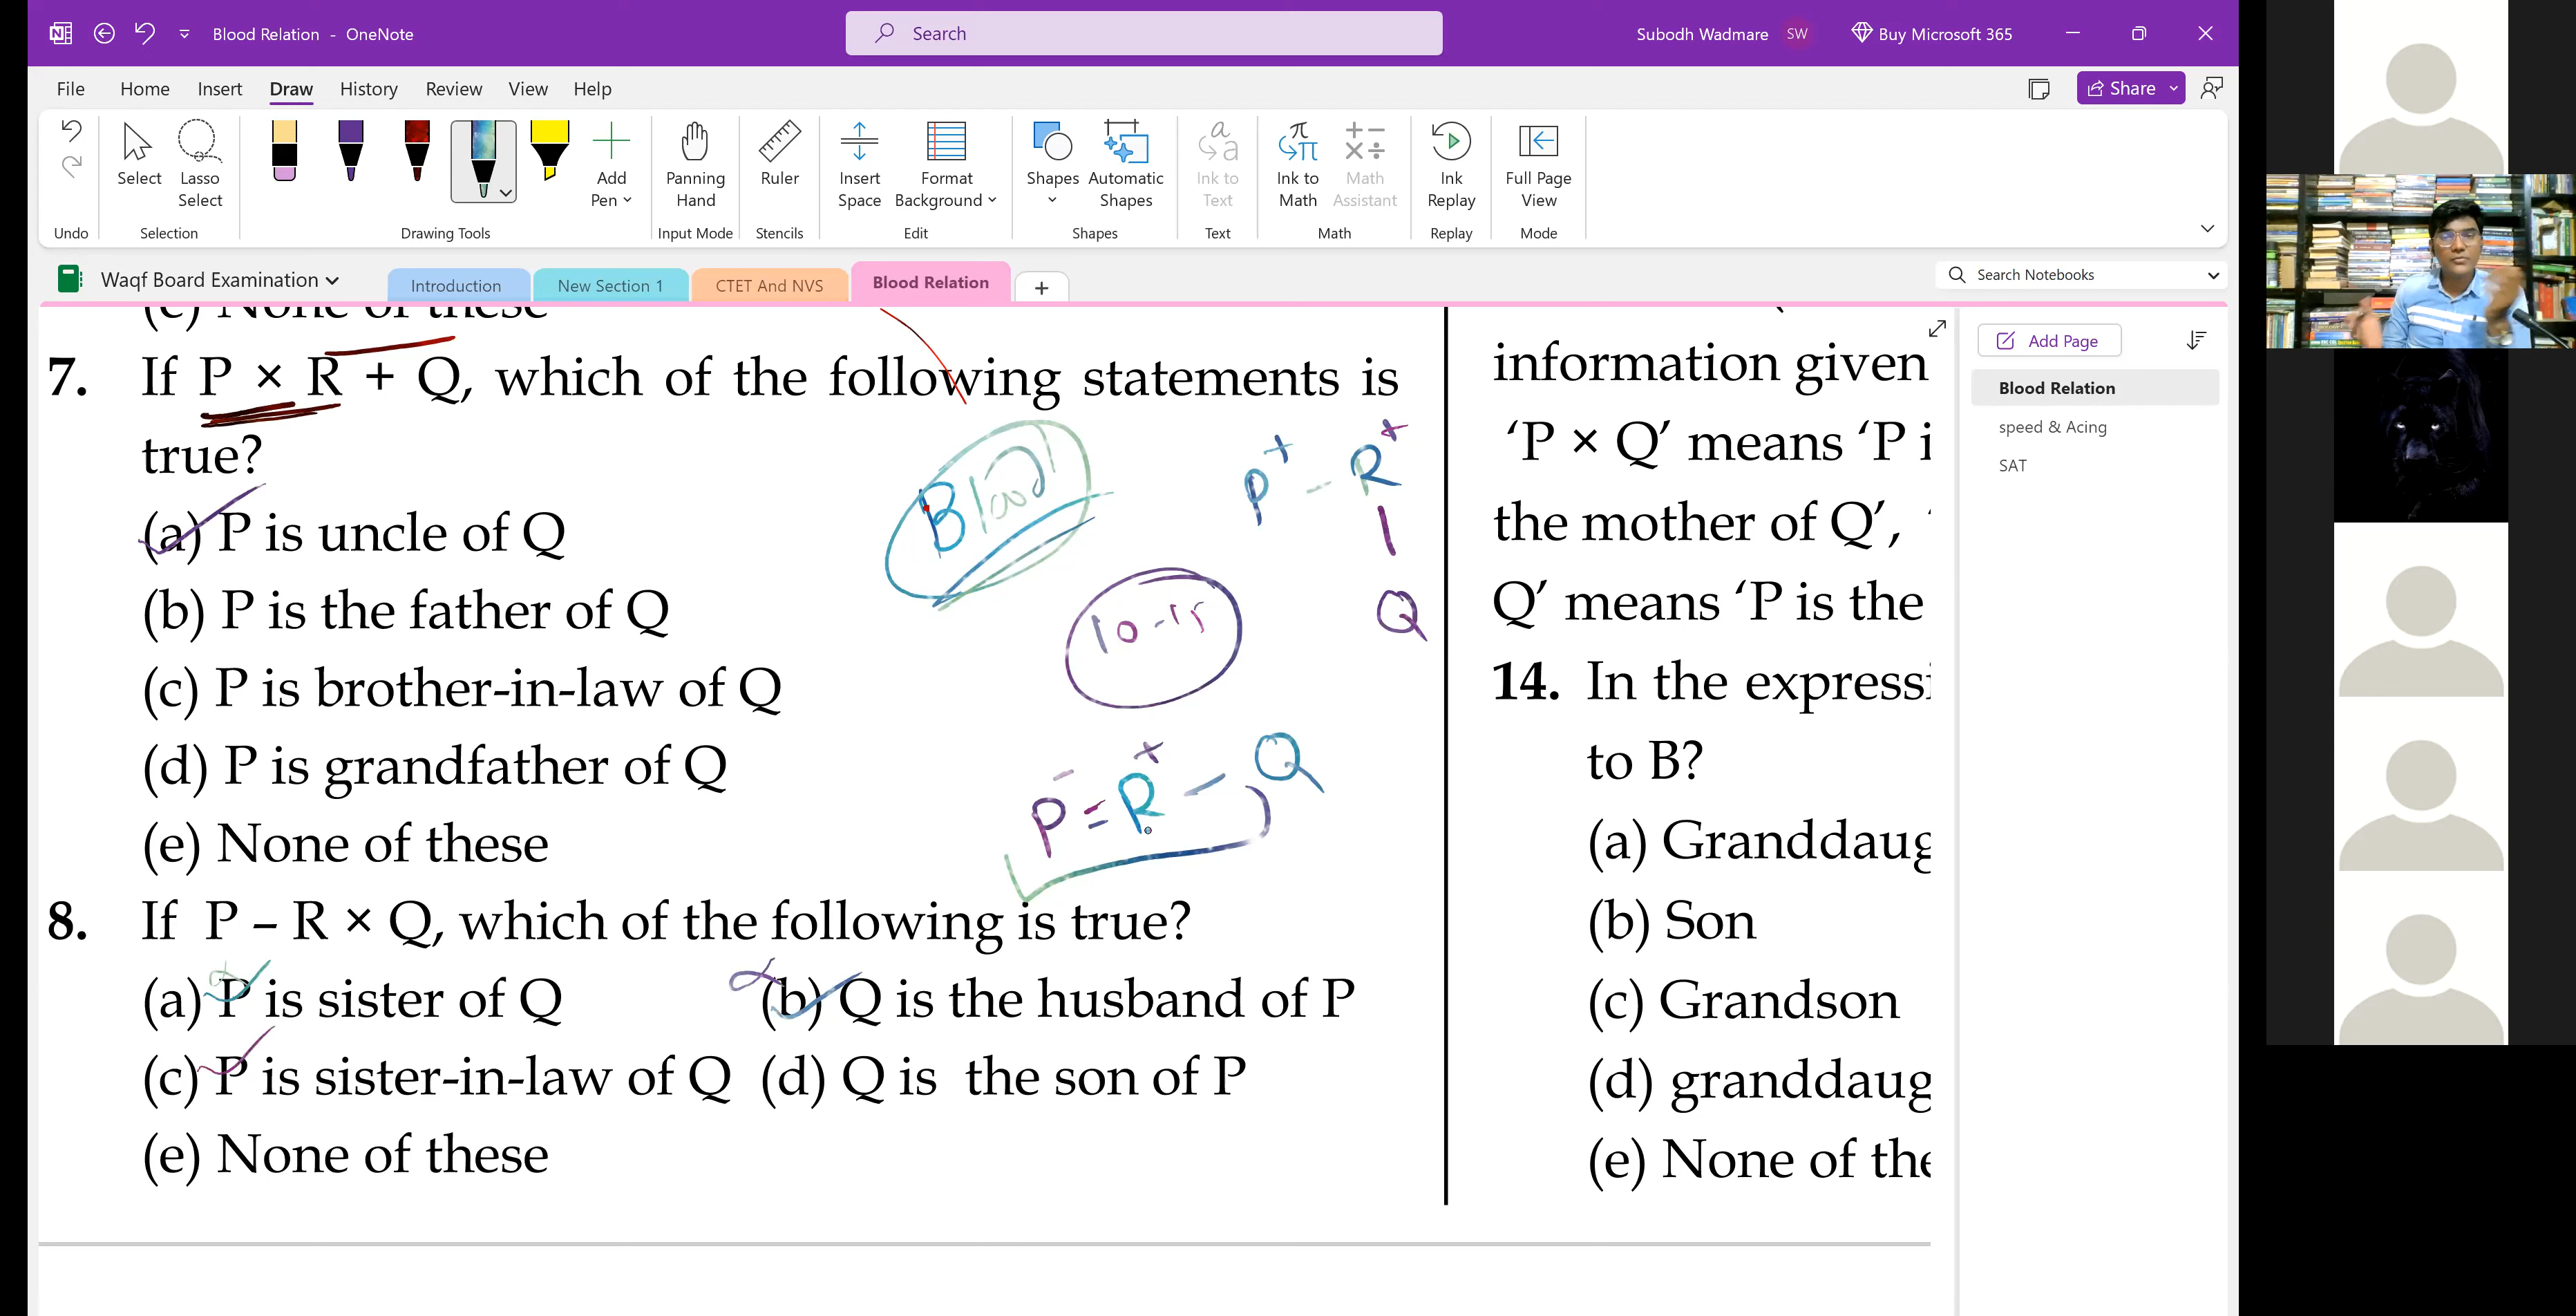 Blood Relation - OneNote
Search
Subodh Wadmare SW
Buy Microsoft 365
File Home Insert Draw History Review View Help
Share
Select
Lasso Select
Add Pen
Panning Hand
Ruler
Insert Space
Format Background
Shapes
Automatic Shapes
Ink to Text
Ink to Math
Math Assistant
Ink Replay
Full Page View
Undo Selection Drawing Tools Input Mode Stencils Edit Shapes Text Math Replay Mode
Waqf Board Examination Introduction New Section 1 CTET And NVS Blood Relation +
Search Notebooks
Add Page
Blood Relation
speed & Acing
SAT
(e) None of these
7. If P × R + Q, which of the following statements is
true?
(a) P is uncle of Q
(b) P is the father of Q
(c) P is brother-in-law of Q
(d) P is grandfather of Q
(e) None of these
Blood
P+ - R+
|
Q
10-15
P- = R+ - Q
8. If P – R × Q, which of the following is true?
(a) P is sister of Q (b) Q is the husband of P
(c) P is sister-in-law of Q (d) Q is the son of P
(e) None of these
information given
‘P × Q’ means ‘P i
the mother of Q’, ‘
Q’ means ‘P is the
14. In the expressi
to B?
(a) Granddaug
(b) Son
(c) Grandson
(d) granddaug
(e) None of the